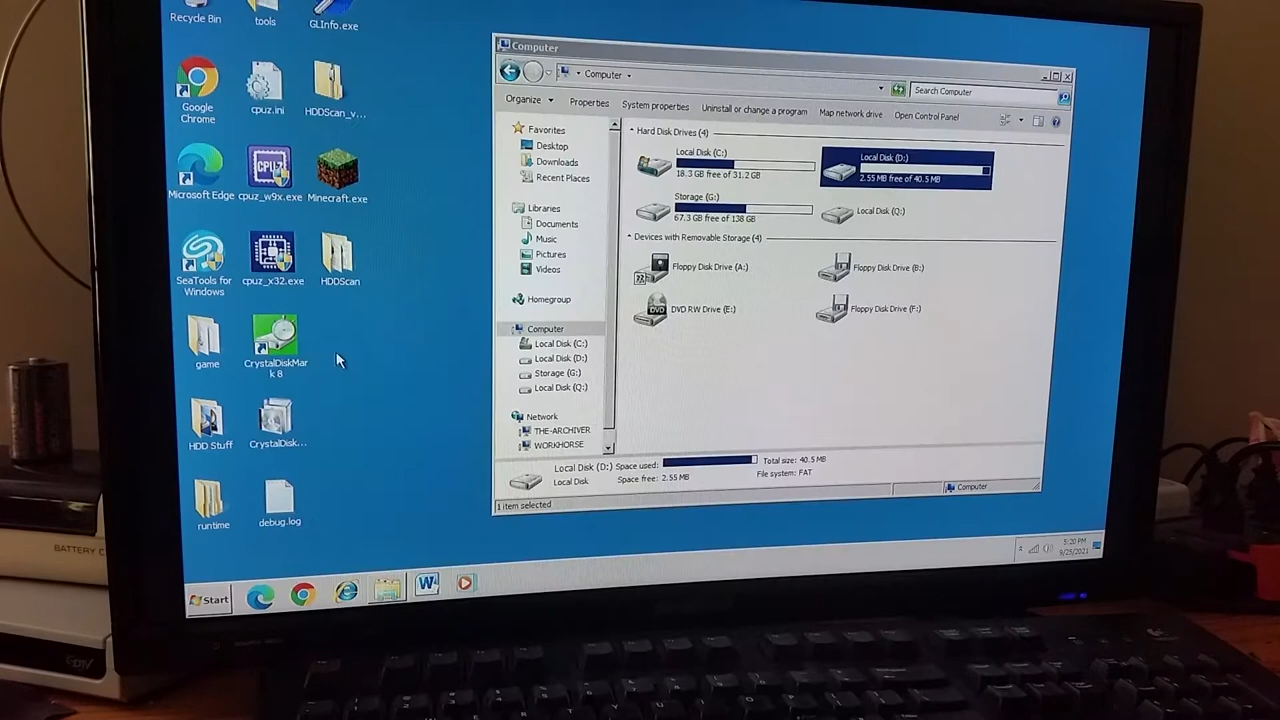 Recycle Bin
tools
GLInfo.exe
Google
Chrome
cpuz.ini
HDDScan_v...
Microsoft Edge
cpuz_w9x.exe
Minecraft.exe
SeaTools for
Windows
cpuz_x32.exe
HDDScan
game
CrystalDiskMar
k 8
HDD Stuff
CrystalDisk...
runtime
debug.log
Computer
Computer
Search Computer
Organize
Properties
System properties
Uninstall or change a program
Map network drive
Open Control Panel
Favorites
Desktop
Downloads
Recent Places
Libraries
Documents
Music
Pictures
Videos
Homegroup
Computer
Local Disk (C:)
Local Disk (D:)
Storage (G:)
Local Disk (Q:)
Network
THE-ARCHIVER
WORKHORSE
Hard Disk Drives (4)
Local Disk (C:)
18.3 GB free of 31.2 GB
Local Disk (D:)
2.55 MB free of 40.5 MB
Storage (G:)
67.3 GB free of 138 GB
Local Disk (Q:)
Devices with Removable Storage (4)
Floppy Disk Drive (A:)
Floppy Disk Drive (B:)
DVD RW Drive (E:)
Floppy Disk Drive (F:)
Local Disk (D:) Space used:
Total size: 40.5 MB
Local Disk
Space free: 2.55 MB
File system: FAT
1 item selected
Computer
Start
5:20 PM
9/25/2021
BATTERY